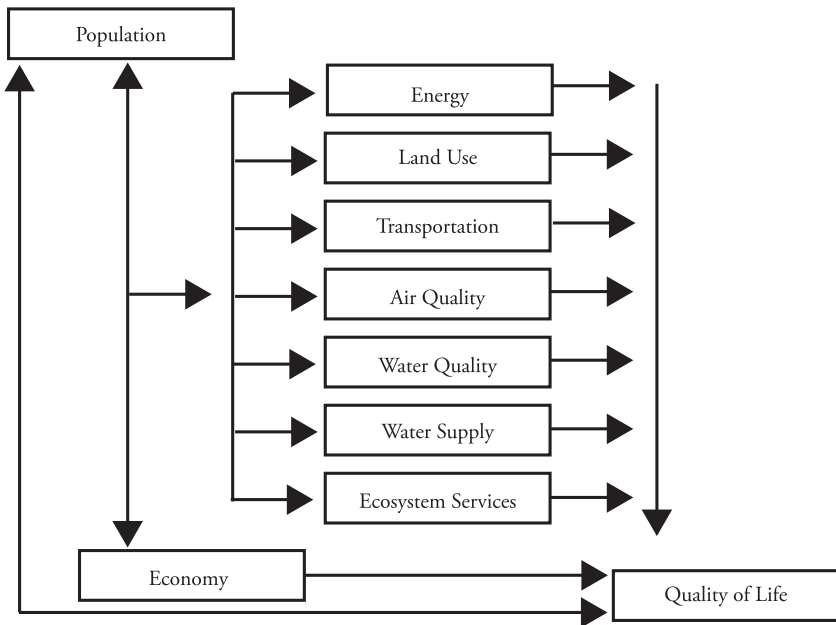 Population
Energy
Land Use
Transportation
Air Quality
Water Quality
Water Supply
Ecosystem Services
Economy
Quality of Life